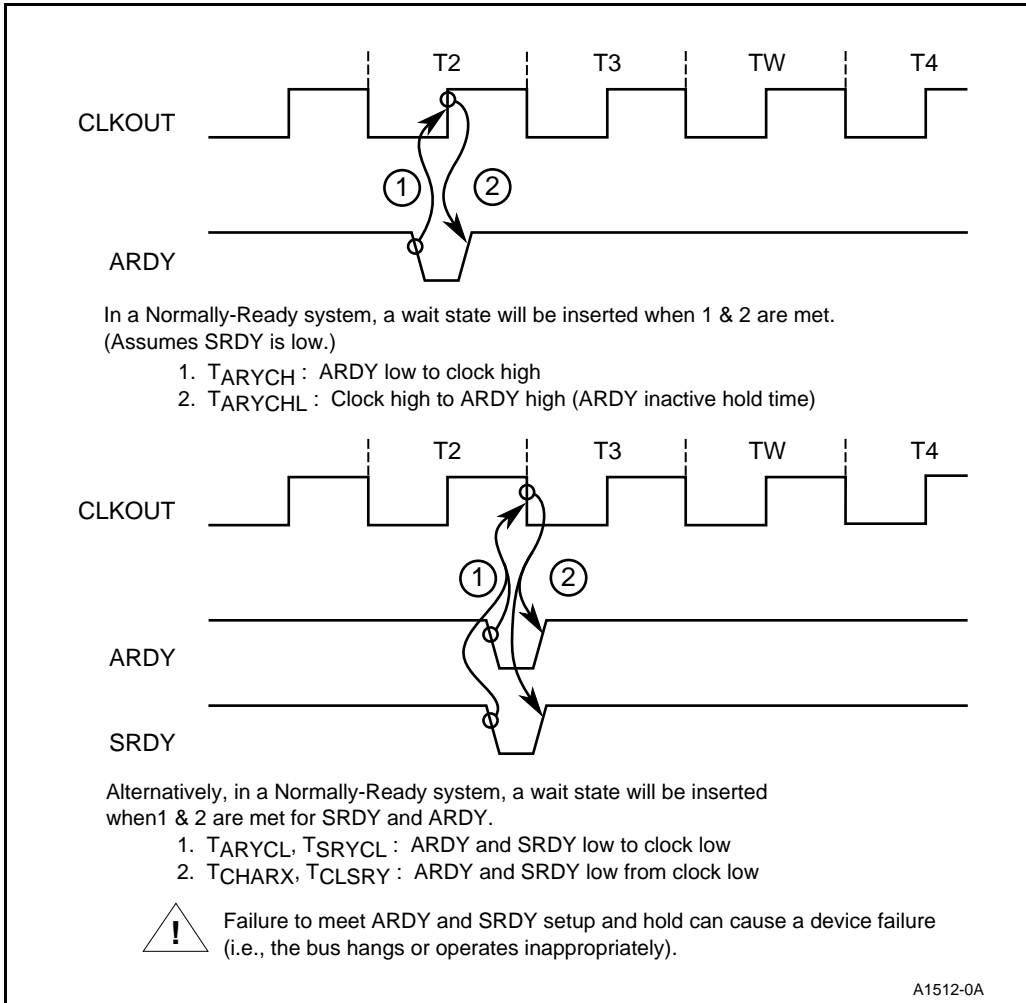 T2 T3 TW T4
CLKOUT
1 2
ARDY
In a Normally-Ready system, a wait state will be inserted when 1 & 2 are met.
(Assumes SRDY is low.)
1. TARYCH : ARDY low to clock high
2. TARYCHL : Clock high to ARDY high (ARDY inactive hold time)
T2 T3 TW T4
CLKOUT
1 2
ARDY
SRDY
Alternatively, in a Normally-Ready system, a wait state will be inserted
when1 & 2 are met for SRDY and ARDY.
1. TARYCL, TSRYCL : ARDY and SRDY low to clock low
2. TCHARX, TCLSRY : ARDY and SRDY low from clock low
! Failure to meet ARDY and SRDY setup and hold can cause a device failure
(i.e., the bus hangs or operates inappropriately).
A1512-0A